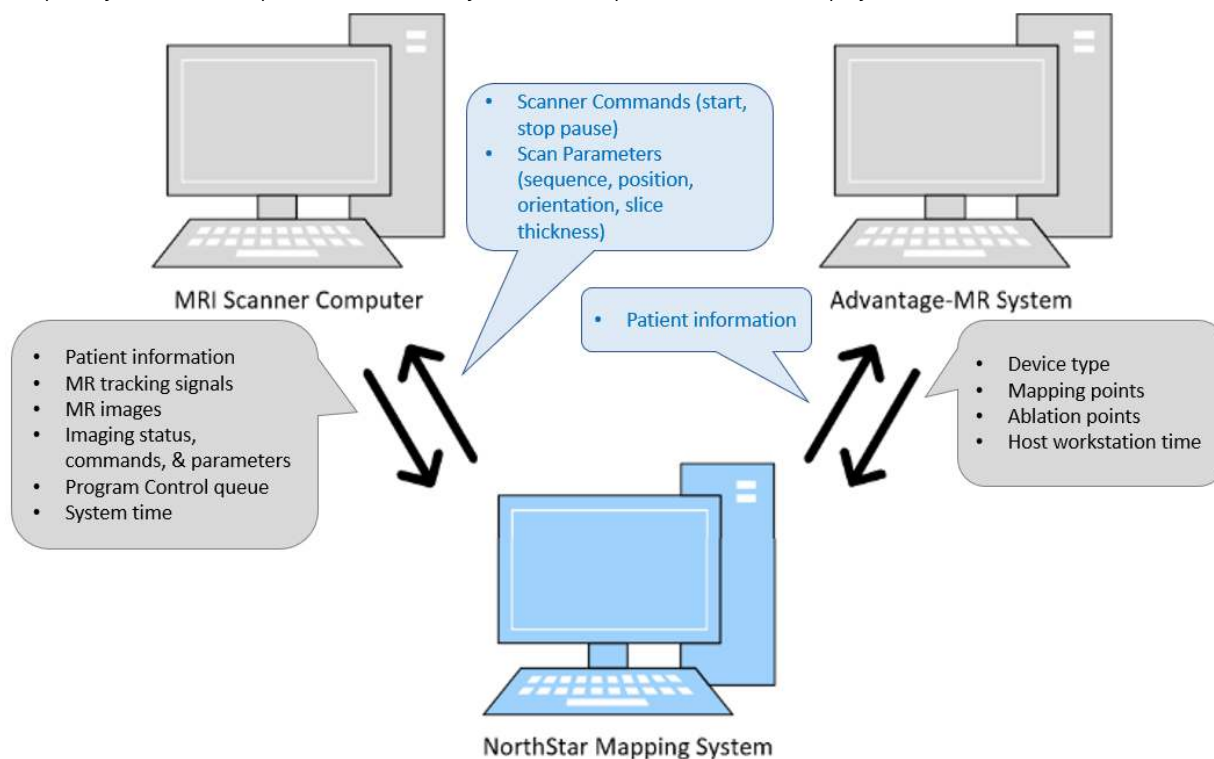 • Scanner Commands (start,
stop pause)
• Scan Parameters
(sequence, position,
orientation, slice
thickness)
MRI Scanner Computer
Advantage-MR System
• Patient information
• Patient information
• MR tracking signals
• MR images
• Imaging status,
commands, & parameters
• Program Control queue
• System time
• Device type
• Mapping points
• Ablation points
• Host workstation time
NorthStar Mapping System